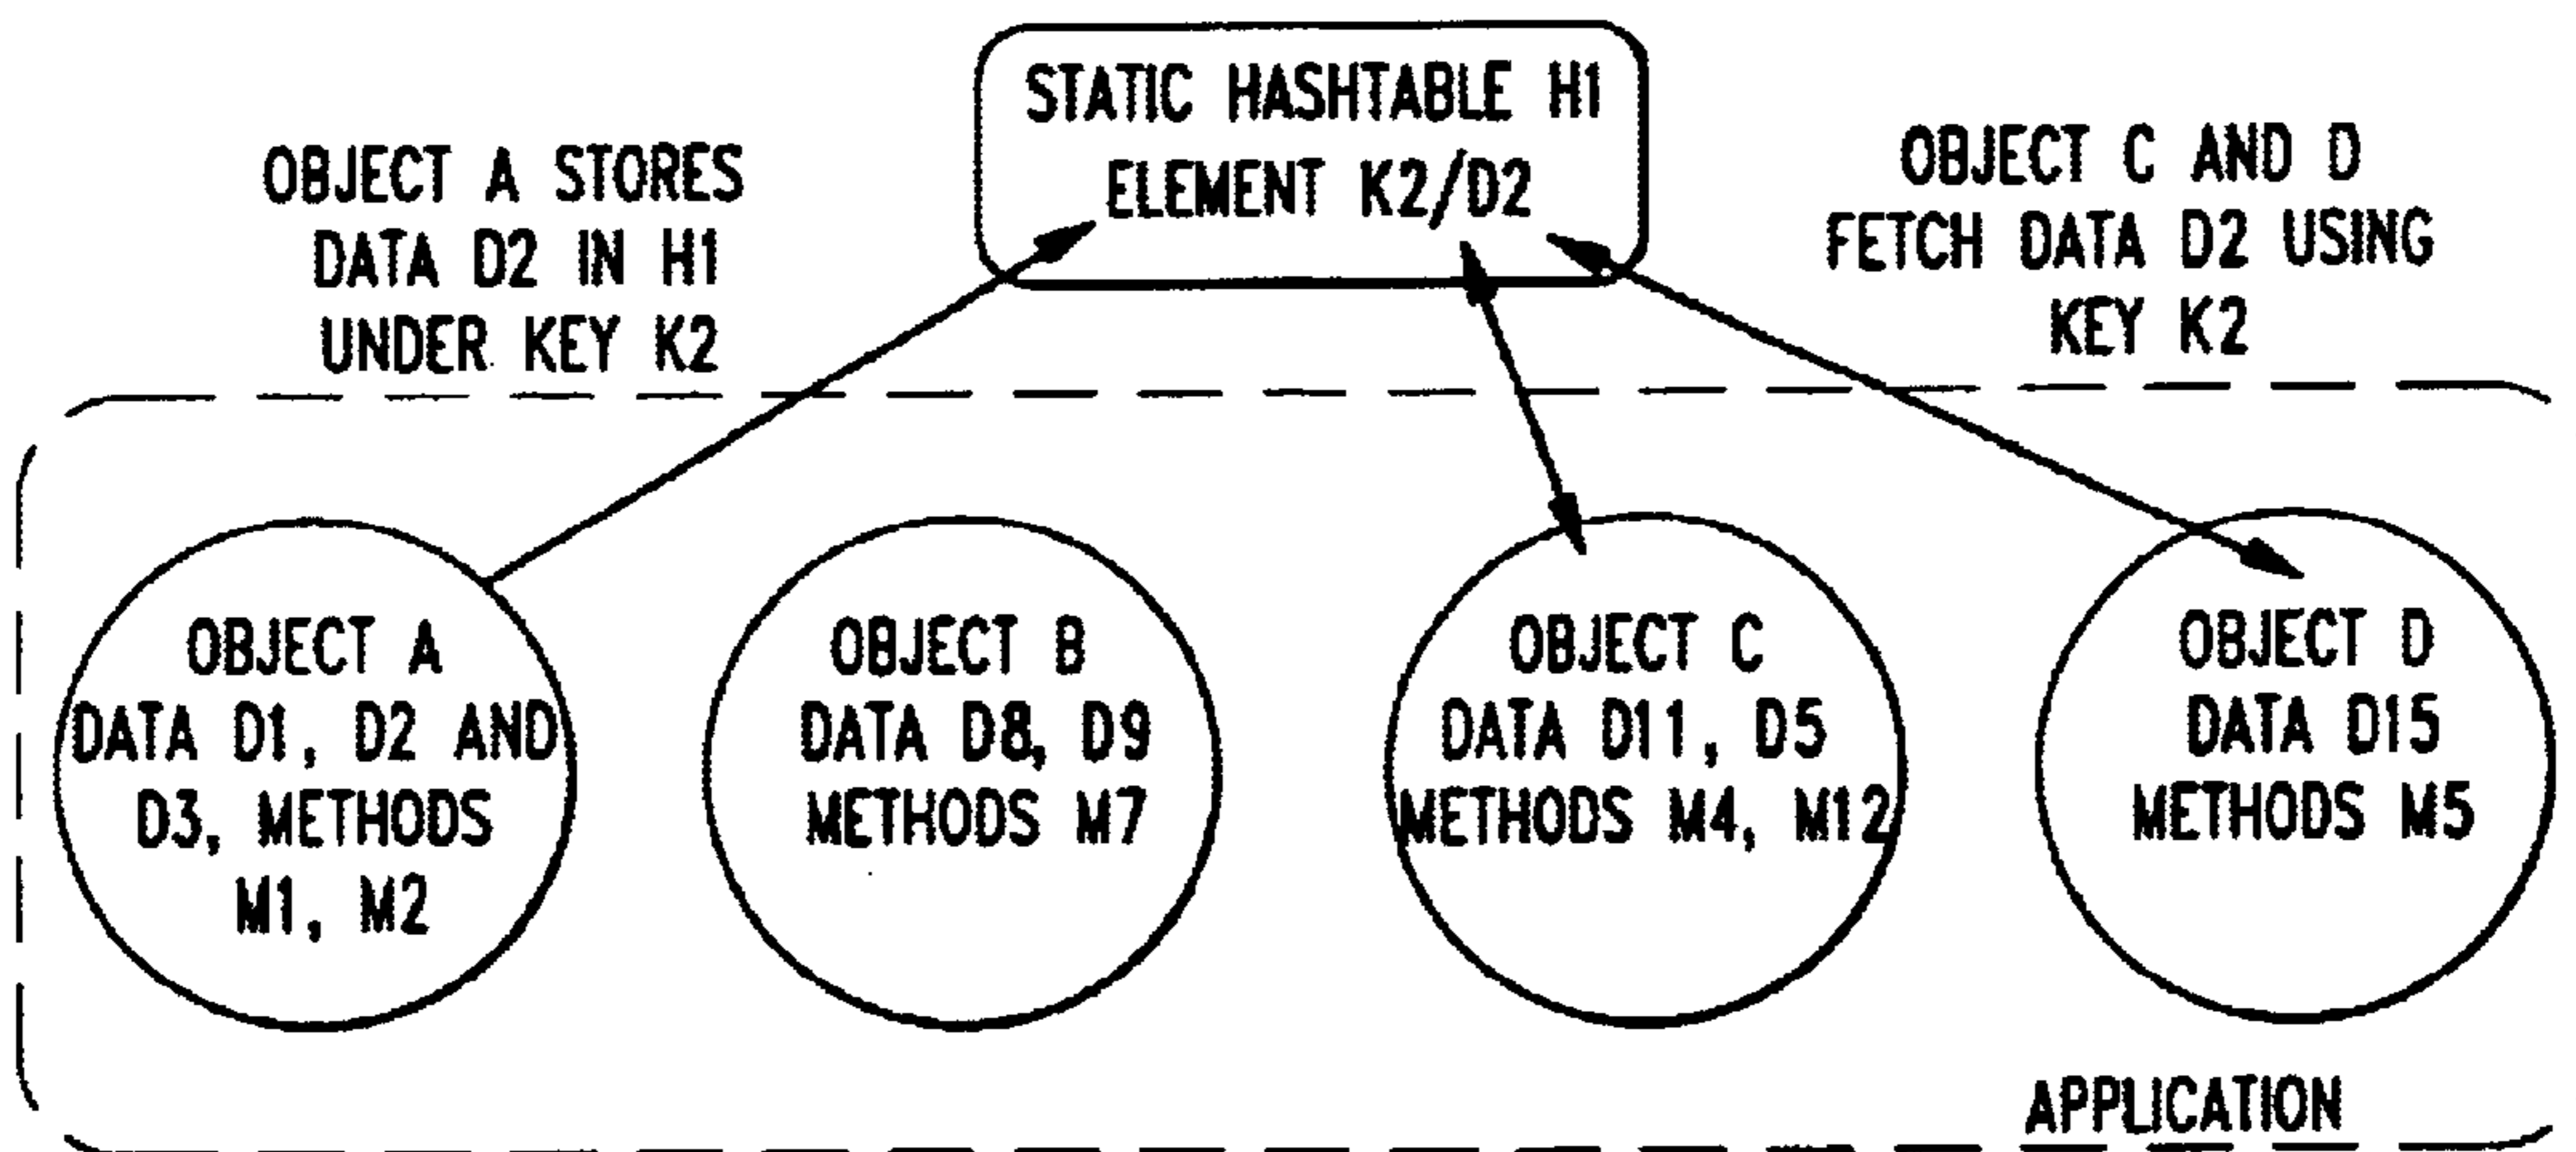 STATIC HASHTABLE H1
ELEMENT K2/D2
OBJECT A STORES
DATA D2 IN H1
UNDER KEY K2
OBJECT C AND D
FETCH DATA D2 USING
KEY K2
OBJECT A
DATA D1, D2 AND
D3, METHODS
M1, M2
OBJECT B
DATA D8, D9
METHODS M7
OBJECT C
DATA D11, D5
METHODS M4, M12
OBJECT D
DATA D15
METHODS M5
APPLICATION